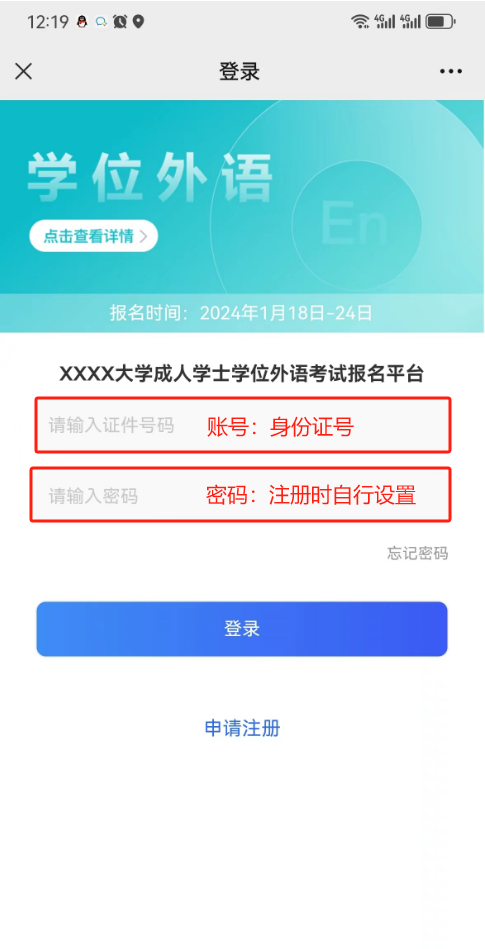 12:19 4G 4G
登录
学位外语
En
点击查看详情
报名时间：2024年1月18日-24日
XXXX大学成人学士学位外语考试报名平台
请输入证件号码 账号：身份证号
请输入密码 密码：注册时自行设置
忘记密码
登录
申请注册